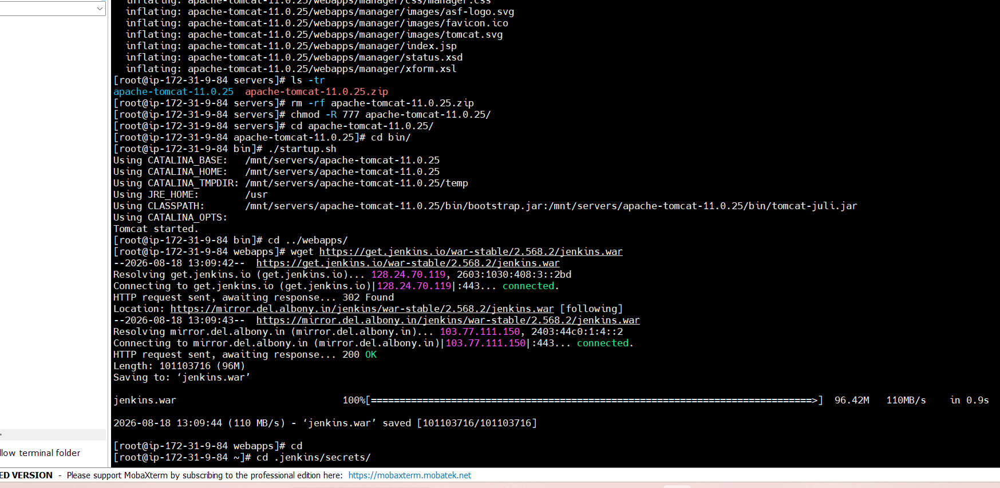 inflating: apache-tomcat-11.0.25/webapps/manager/css/manager.css
inflating: apache-tomcat-11.0.25/webapps/manager/images/asf-logo.svg
inflating: apache-tomcat-11.0.25/webapps/manager/images/favicon.ico
inflating: apache-tomcat-11.0.25/webapps/manager/images/tomcat.svg
inflating: apache-tomcat-11.0.25/webapps/manager/index.jsp
inflating: apache-tomcat-11.0.25/webapps/manager/status.xsd
inflating: apache-tomcat-11.0.25/webapps/manager/xform.xsl
[root@ip-172-31-9-84 servers]# ls -tr
apache-tomcat-11.0.25  apache-tomcat-11.0.25.zip
[root@ip-172-31-9-84 servers]# rm -rf apache-tomcat-11.0.25.zip
[root@ip-172-31-9-84 servers]# chmod -R 777 apache-tomcat-11.0.25/
[root@ip-172-31-9-84 servers]# cd apache-tomcat-11.0.25/
[root@ip-172-31-9-84 apache-tomcat-11.0.25]# cd bin/
[root@ip-172-31-9-84 bin]# ./startup.sh
Using CATALINA_BASE:   /mnt/servers/apache-tomcat-11.0.25
Using CATALINA_HOME:   /mnt/servers/apache-tomcat-11.0.25
Using CATALINA_TMPDIR: /mnt/servers/apache-tomcat-11.0.25/temp
Using JRE_HOME:        /usr
Using CLASSPATH:       /mnt/servers/apache-tomcat-11.0.25/bin/bootstrap.jar:/mnt/servers/apache-tomcat-11.0.25/bin/tomcat-juli.jar
Using CATALINA_OPTS:
Tomcat started.
[root@ip-172-31-9-84 bin]# cd ../webapps/
[root@ip-172-31-9-84 webapps]# wget https://get.jenkins.io/war-stable/2.568.2/jenkins.war
--2026-08-18 13:09:42--  https://get.jenkins.io/war-stable/2.568.2/jenkins.war
Resolving get.jenkins.io (get.jenkins.io)... 128.24.70.119, 2603:1030:408:3::2bd
Connecting to get.jenkins.io (get.jenkins.io)|128.24.70.119|:443... connected.
HTTP request sent, awaiting response... 302 Found
Location: https://mirror.del.albony.in/jenkins/war-stable/2.568.2/jenkins.war [following]
--2026-08-18 13:09:43--  https://mirror.del.albony.in/jenkins/war-stable/2.568.2/jenkins.war
Resolving mirror.del.albony.in (mirror.del.albony.in)... 103.77.111.150, 2403:44c0:1:4::2
Connecting to mirror.del.albony.in (mirror.del.albony.in)|103.77.111.150|:443... connected.
HTTP request sent, awaiting response... 200 OK
Length: 101103716 (96M)
Saving to: ‘jenkins.war’
jenkins.war 100%[=============================================================================>] 96.42M 110MB/s in 0.9s
2026-08-18 13:09:44 (110 MB/s) - ‘jenkins.war’ saved [101103716/101103716]
[root@ip-172-31-9-84 webapps]# cd
[root@ip-172-31-9-84 ~]# cd .jenkins/secrets/
llow terminal folder
ED VERSION - Please support MobaXterm by subscribing to the professional edition here: https://mobaxterm.mobatek.net